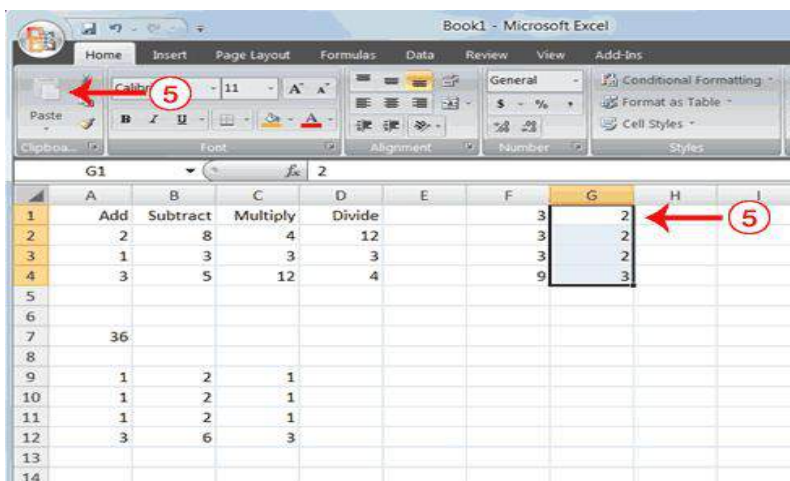 Book1 - Microsoft Excel
Home Insert Page Layout Formulas Data Review View Add-Ins
Paste
5
11 A A
General
Conditional Formatting
B I U
A
$ - % ,
Format as Table
Cell Styles
Clipboa... Font Alignment Number Styles
G1 fx 2
A B C D E F G H I
1 Add Subtract Multiply Divide 3 2 5
2 2 8 4 12 3 2
3 1 3 3 3 3 2
4 3 5 12 4 9 3
5
6
7 36
8
9 1 2 1
10 1 2 1
11 1 2 1
12 3 6 3
13
14